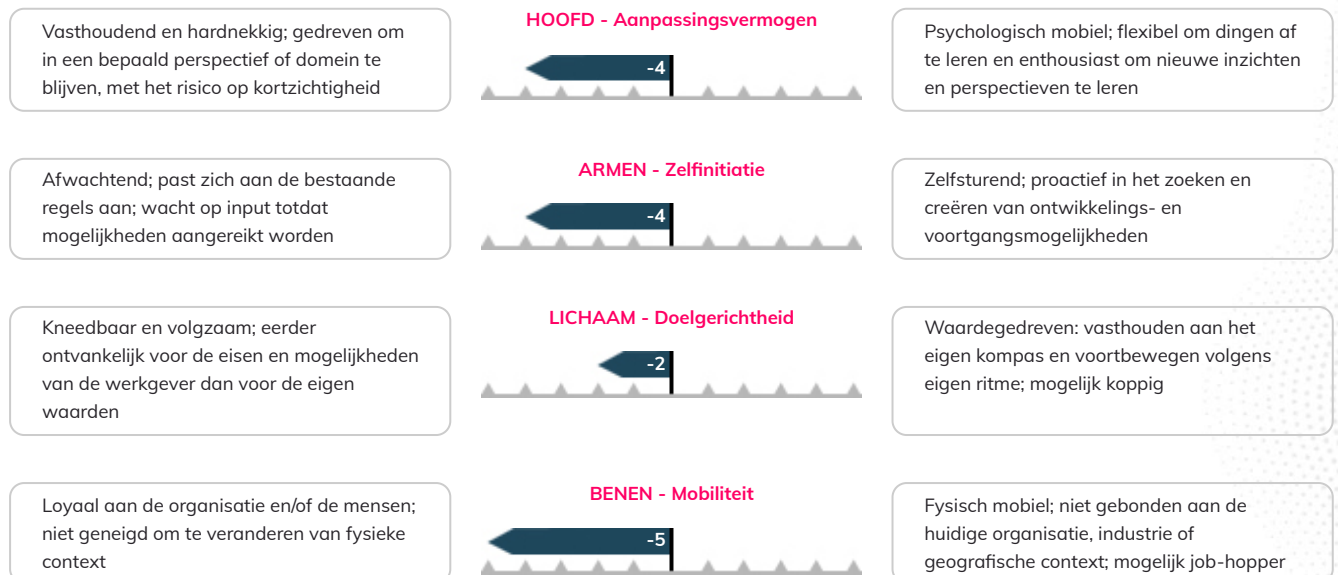 HOOFD - Aanpassingsvermogen
Vasthoudend en hardnekkig; gedreven om
in een bepaald perspectief of domein te
blijven, met het risico op kortzichtigheid
-4
Psychologisch mobiel; flexibel om dingen af
te leren en enthousiast om nieuwe inzichten
en perspectieven te leren
ARMEN - Zelfinitiatie
Afwachtend; past zich aan de bestaande
regels aan; wacht op input totdat
mogelijkheden aangereikt worden
-4
Zelfsturend; proactief in het zoeken en
creëren van ontwikkelings- en
voortgangsmogelijkheden
LICHAAM - Doelgerichtheid
Kneedbaar en volgzaam; eerder
ontvankelijk voor de eisen en mogelijkheden
van de werkgever dan voor de eigen
waarden
-2
Waardegedreven: vasthouden aan het
eigen kompas en voortbewegen volgens
eigen ritme; mogelijk koppig
BENEN - Mobiliteit
Loyaal aan de organisatie en/of de mensen;
niet geneigd om te veranderen van fysieke
context
-5
Fysisch mobiel; niet gebonden aan de
huidige organisatie, industrie of
geografische context; mogelijk job-hopper